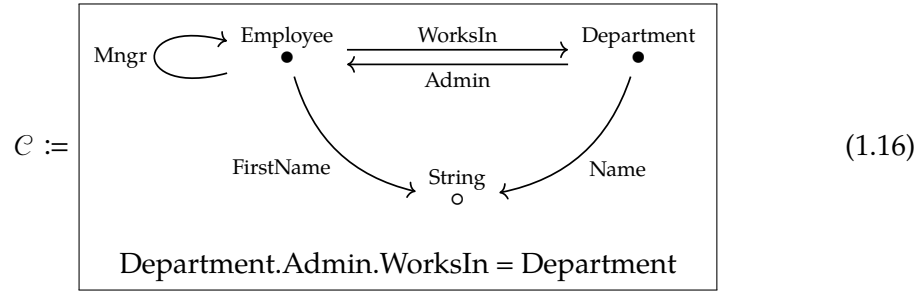 Employee WorksIn Department
Mngr
Admin
𝒞 := (1.16)
FirstName String Name
Department.Admin.WorksIn = Department